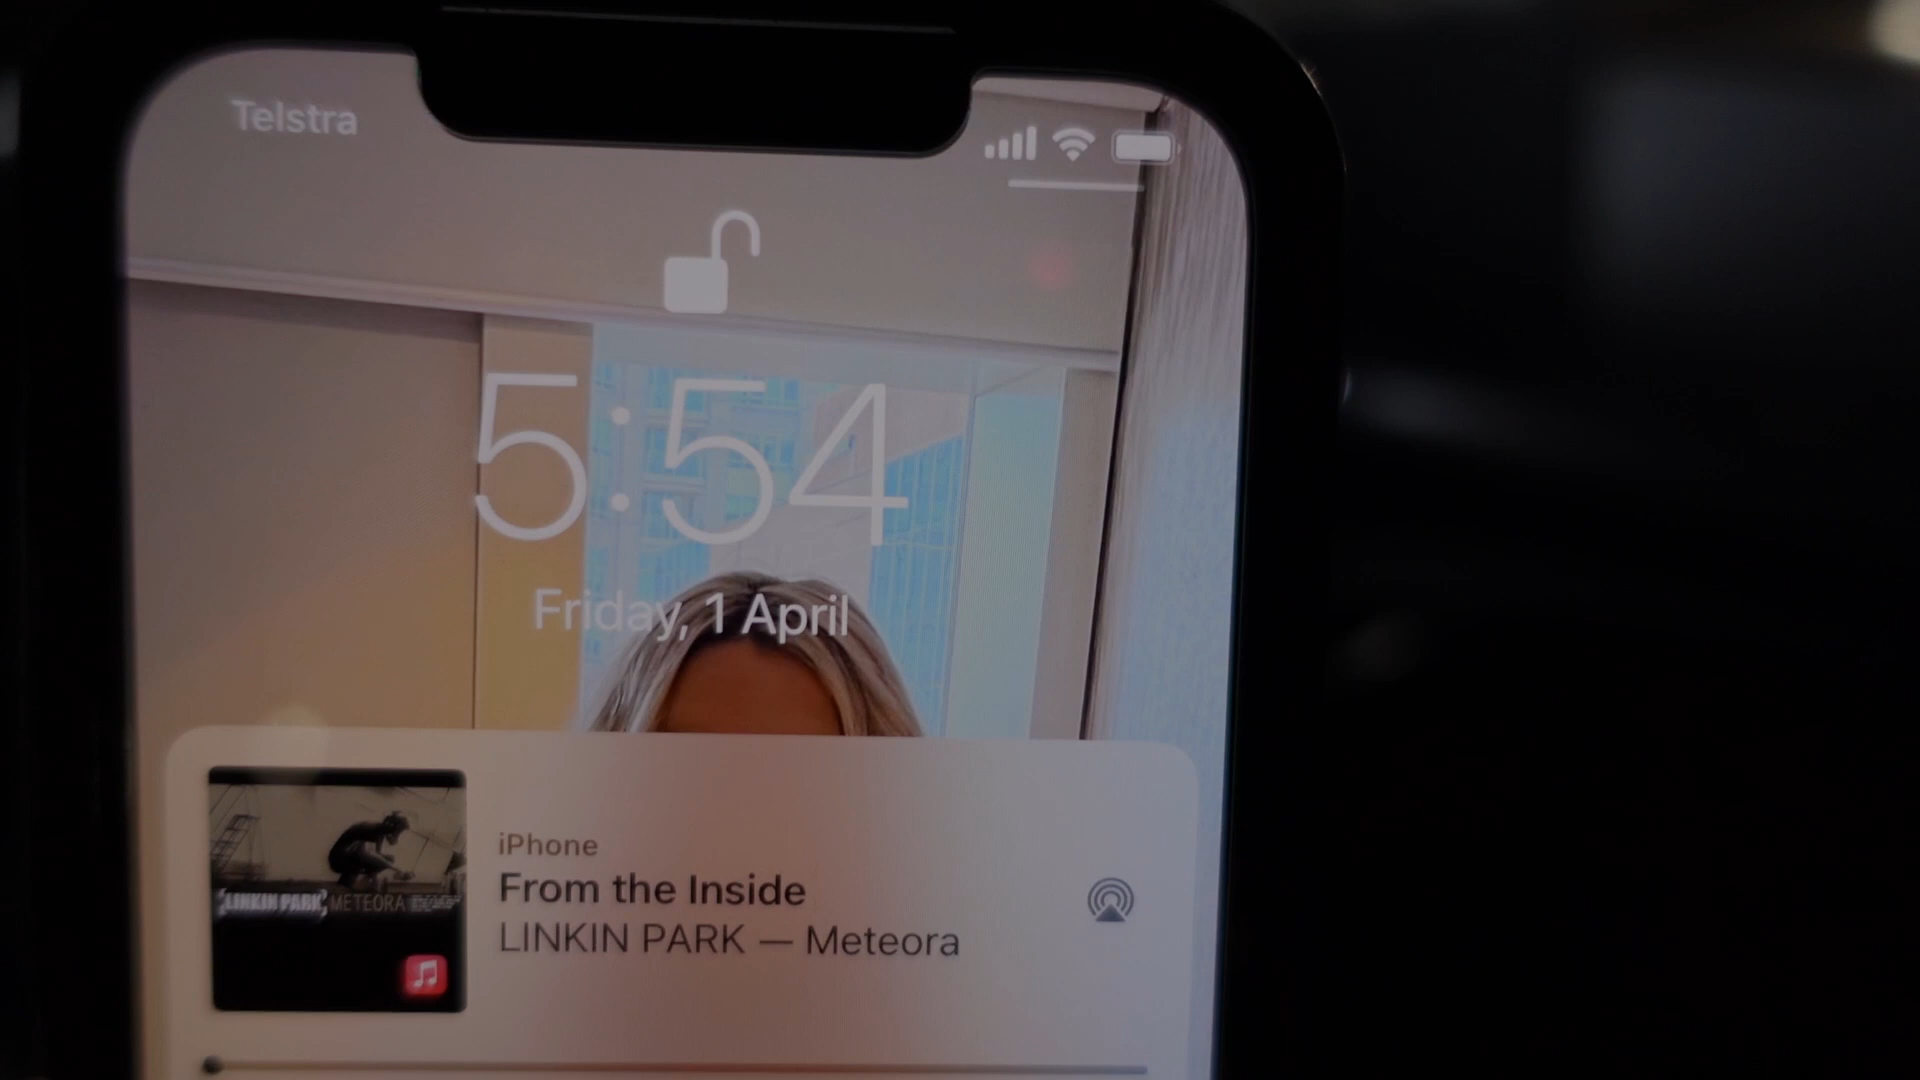 Telstra
5:54
Friday, 1 April
iPhone
From the Inside
LINKIN PARK — Meteora
LINKIN PARK METEORA